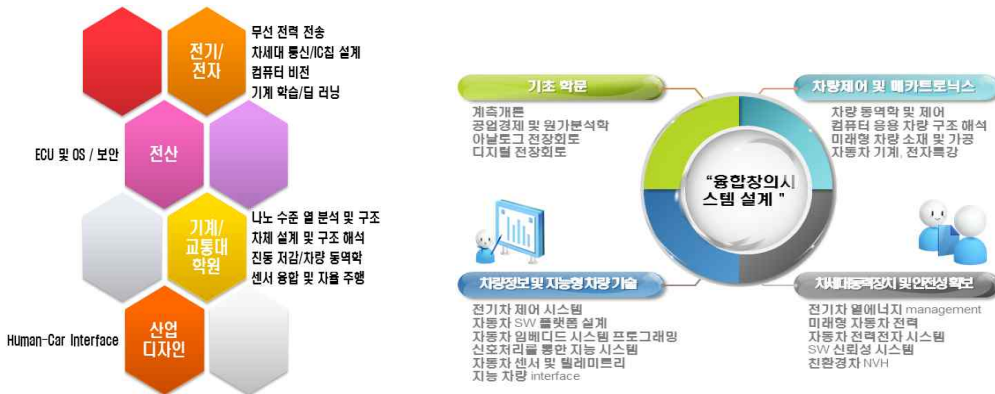 전기/
전자
무선 전력 전송
차세대 통신/IC칩 설계
컴퓨터 비전
기계 학습/딥 러닝
ECU 및 OS / 보안
전산
기계/
교통대
학원
나노 수준 열 분석 및 구조
차체 설계 및 구조 해석
진동 저감/차량 동역학
센서 융합 및 자율 주행
Human-Car Interface
산업
디자인
기초 학문
계측개론
공업경제 및 원가분석학
아날로그 전장회로
디지털 전장회로
차량제어 및 메카트로닉스
차량 동역학 및 제어
컴퓨터 응용 차량 구조 해석
미래형 차량 소재 및 가공
자동차 기계, 전자특강
"융합창의시
스템 설계 "
차량정보 및 지능형 차량 기술
전기차 제어 시스템
자동차 SW 플랫폼 설계
자동차 임베디드 시스템 프로그래밍
신호처리를 통한 지능 시스템
자동차 센서 및 텔레미트리
지능 차량 interface
차세대동력장치 및 안전성 확보
전기차 열에너지 management
미래형 자동차 전력
자동차 전력전자 시스템
SW 신뢰성 시스템
친환경차 NVH